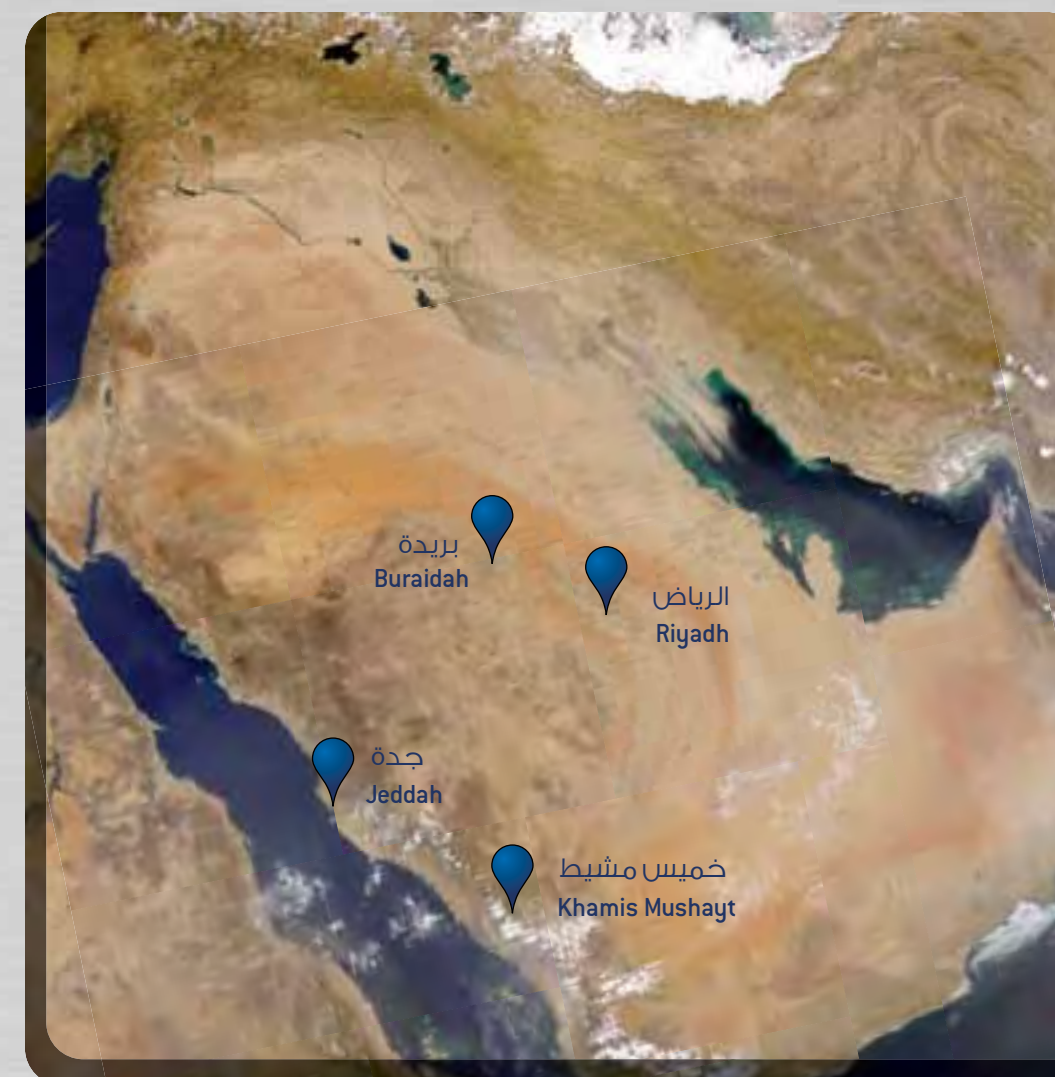 بريدة
Buraidah
الرياض
Riyadh
جدة
Jeddah
خميس مشيط
Khamis Mushayt